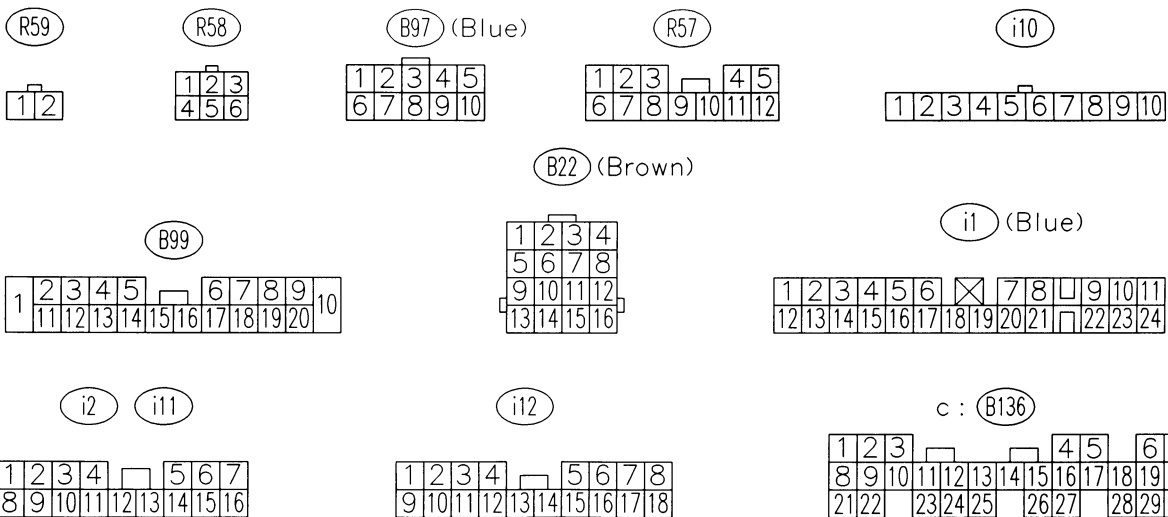 R59 R58 B97 (Blue) R57 i10
1 2
1 2 3
4 5 6
1 2 3 4 5
6 7 8 9 10
1 2 3 4 5
6 7 8 9 10 11 12
1 2 3 4 5 6 7 8 9 10
B22 (Brown)
B99
i1 (Blue)
1 2 3 4 5 6 7 8 9 10
11 12 13 14 15 16 17 18 19 20
1 2 3 4
5 6 7 8
9 10 11 12
13 14 15 16
1 2 3 4 5 6 7 8 9 10 11
12 13 14 15 16 17 18 19 20 21 22 23 24
i2 i11 i12 c : B136
1 2 3 4 5 6 7
8 9 10 11 12 13 14 15 16
1 2 3 4 5 6 7 8
9 10 11 12 13 14 15 16 17 18
1 2 3 4 5 6
8 9 10 11 12 13 14 15 16 17 18 19
21 22 23 24 25 26 27 28 29